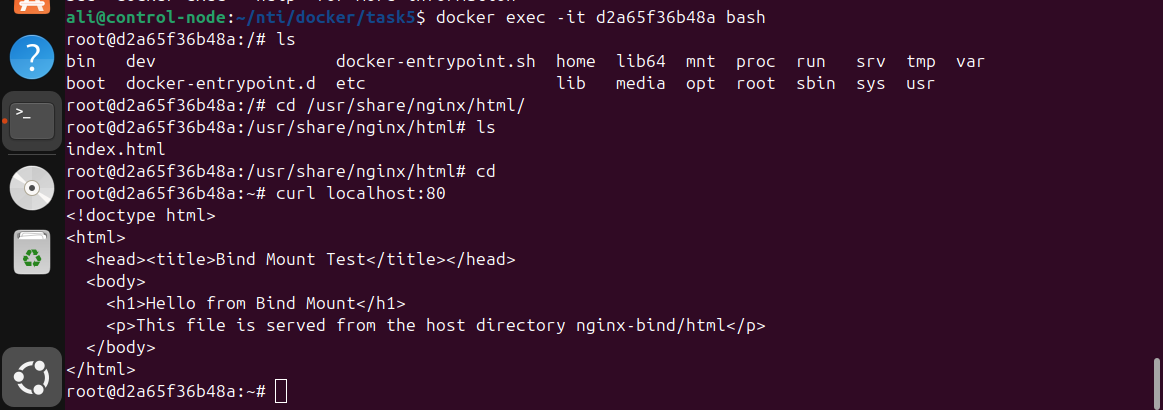 ali@control-node:~/nti/docker/task5$ docker exec -it d2a65f36b48a bash
root@d2a65f36b48a:/# ls
bin   dev                  docker-entrypoint.sh  home  lib64  mnt  proc  run   srv  tmp  var
boot  docker-entrypoint.d  etc                   lib   media  opt  root  sbin  sys  usr
root@d2a65f36b48a:/# cd /usr/share/nginx/html/
root@d2a65f36b48a:/usr/share/nginx/html# ls
index.html
root@d2a65f36b48a:/usr/share/nginx/html# cd
root@d2a65f36b48a:~# curl localhost:80
<!doctype html>
<html>
  <head><title>Bind Mount Test</title></head>
  <body>
    <h1>Hello from Bind Mount</h1>
    <p>This file is served from the host directory nginx-bind/html</p>
  </body>
</html>
root@d2a65f36b48a:~#